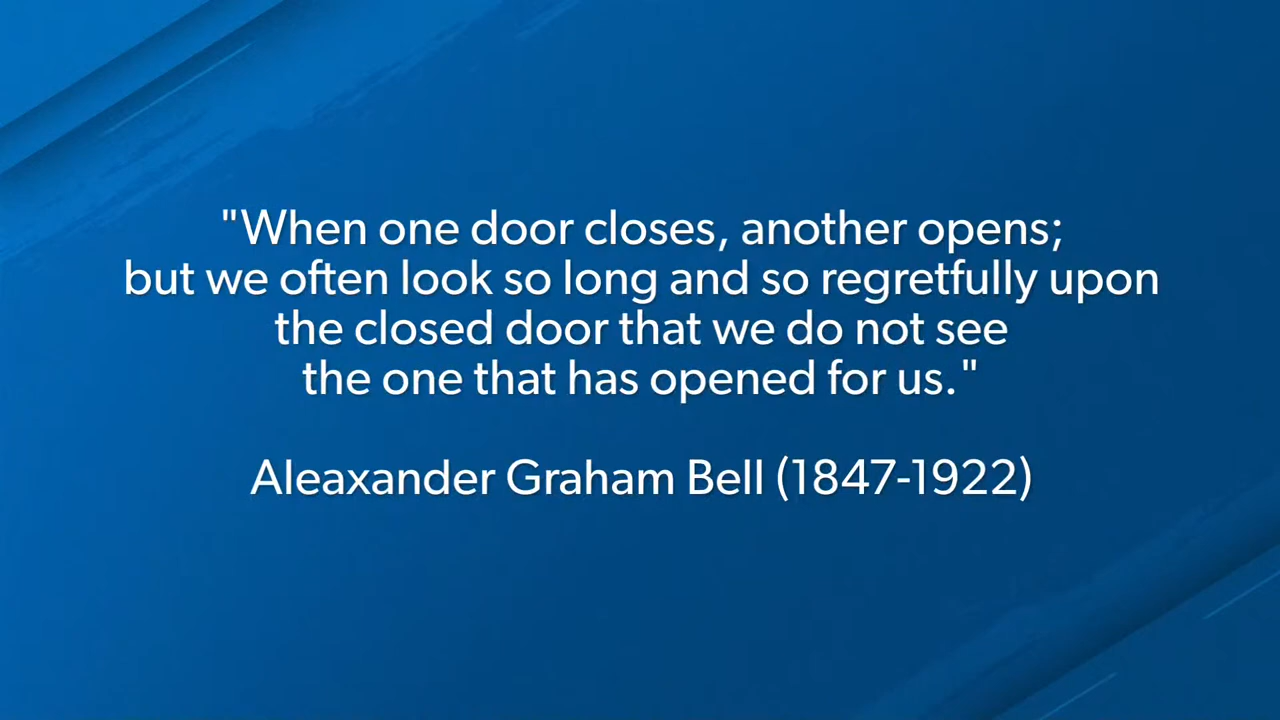 "When one door closes, another opens;
but we often look so long and so regretfully upon
the closed door that we do not see
the one that has opened for us."
Aleaxander Graham Bell (1847-1922)